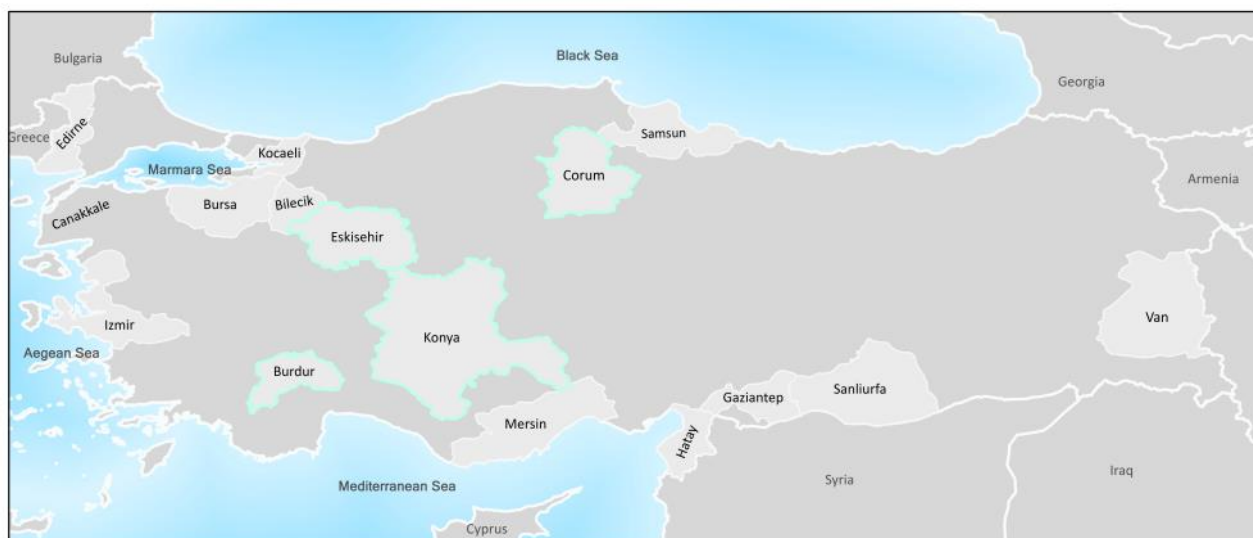 Black Sea
Bulgaria
Georgia
Greece
Edirne
Samsun
Kocaeli
Marmara Sea
Corum
Armenia
Canakkale
Bursa
Bilecik
Eskisehir
Izmir
Konya
Van
Aegean Sea
Burdur
Gaziantep
Sanliurfa
Mersin
Hatay
Mediterranean Sea
Syria
Iraq
Cyprus